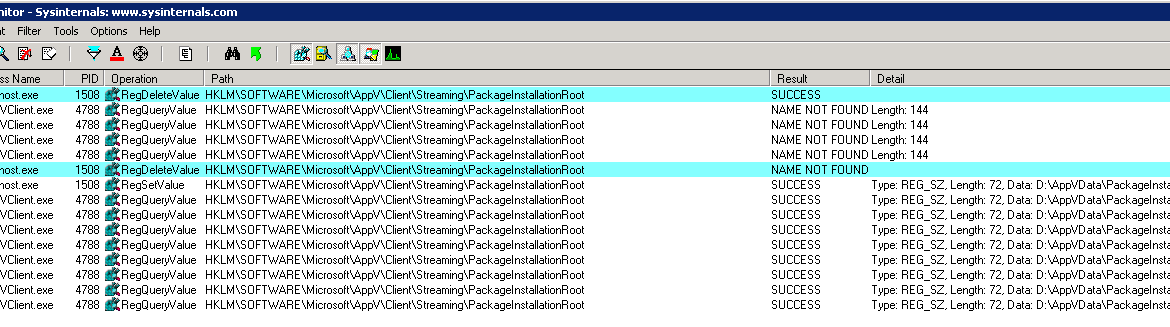 nitor - Sysinternals: www.sysinternals.com
nt Filter Tools Options Help
ss Name PID Operation Path Result Detail
host.exe 1508 RegDeleteValue HKLM\SOFTWARE\Microsoft\AppV\Client\Streaming\PackageInstallationRoot SUCCESS
VClient.exe 4788 RegQueryValue HKLM\SOFTWARE\Microsoft\AppV\Client\Streaming\PackageInstallationRoot NAME NOT FOUND Length: 144
VClient.exe 4788 RegQueryValue HKLM\SOFTWARE\Microsoft\AppV\Client\Streaming\PackageInstallationRoot NAME NOT FOUND Length: 144
VClient.exe 4788 RegQueryValue HKLM\SOFTWARE\Microsoft\AppV\Client\Streaming\PackageInstallationRoot NAME NOT FOUND Length: 144
VClient.exe 4788 RegQueryValue HKLM\SOFTWARE\Microsoft\AppV\Client\Streaming\PackageInstallationRoot NAME NOT FOUND Length: 144
host.exe 1508 RegDeleteValue HKLM\SOFTWARE\Microsoft\AppV\Client\Streaming\PackageInstallationRoot NAME NOT FOUND
host.exe 1508 RegSetValue HKLM\SOFTWARE\Microsoft\AppV\Client\Streaming\PackageInstallationRoot SUCCESS Type: REG_SZ, Length: 72, Data: D:\AppVData\PackageInsta
VClient.exe 4788 RegQueryValue HKLM\SOFTWARE\Microsoft\AppV\Client\Streaming\PackageInstallationRoot SUCCESS Type: REG_SZ, Length: 72, Data: D:\AppVData\PackageInsta
VClient.exe 4788 RegQueryValue HKLM\SOFTWARE\Microsoft\AppV\Client\Streaming\PackageInstallationRoot SUCCESS Type: REG_SZ, Length: 72, Data: D:\AppVData\PackageInsta
VClient.exe 4788 RegQueryValue HKLM\SOFTWARE\Microsoft\AppV\Client\Streaming\PackageInstallationRoot SUCCESS Type: REG_SZ, Length: 72, Data: D:\AppVData\PackageInsta
VClient.exe 4788 RegQueryValue HKLM\SOFTWARE\Microsoft\AppV\Client\Streaming\PackageInstallationRoot SUCCESS Type: REG_SZ, Length: 72, Data: D:\AppVData\PackageInsta
VClient.exe 4788 RegQueryValue HKLM\SOFTWARE\Microsoft\AppV\Client\Streaming\PackageInstallationRoot SUCCESS Type: REG_SZ, Length: 72, Data: D:\AppVData\PackageInsta
VClient.exe 4788 RegQueryValue HKLM\SOFTWARE\Microsoft\AppV\Client\Streaming\PackageInstallationRoot SUCCESS Type: REG_SZ, Length: 72, Data: D:\AppVData\PackageInsta
VClient.exe 4788 RegQueryValue HKLM\SOFTWARE\Microsoft\AppV\Client\Streaming\PackageInstallationRoot SUCCESS Type: REG_SZ, Length: 72, Data: D:\AppVData\PackageInsta
VClient.exe 4788 RegQueryValue HKLM\SOFTWARE\Microsoft\AppV\Client\Streaming\PackageInstallationRoot SUCCESS Type: REG_SZ, Length: 72, Data: D:\AppVData\PackageInsta